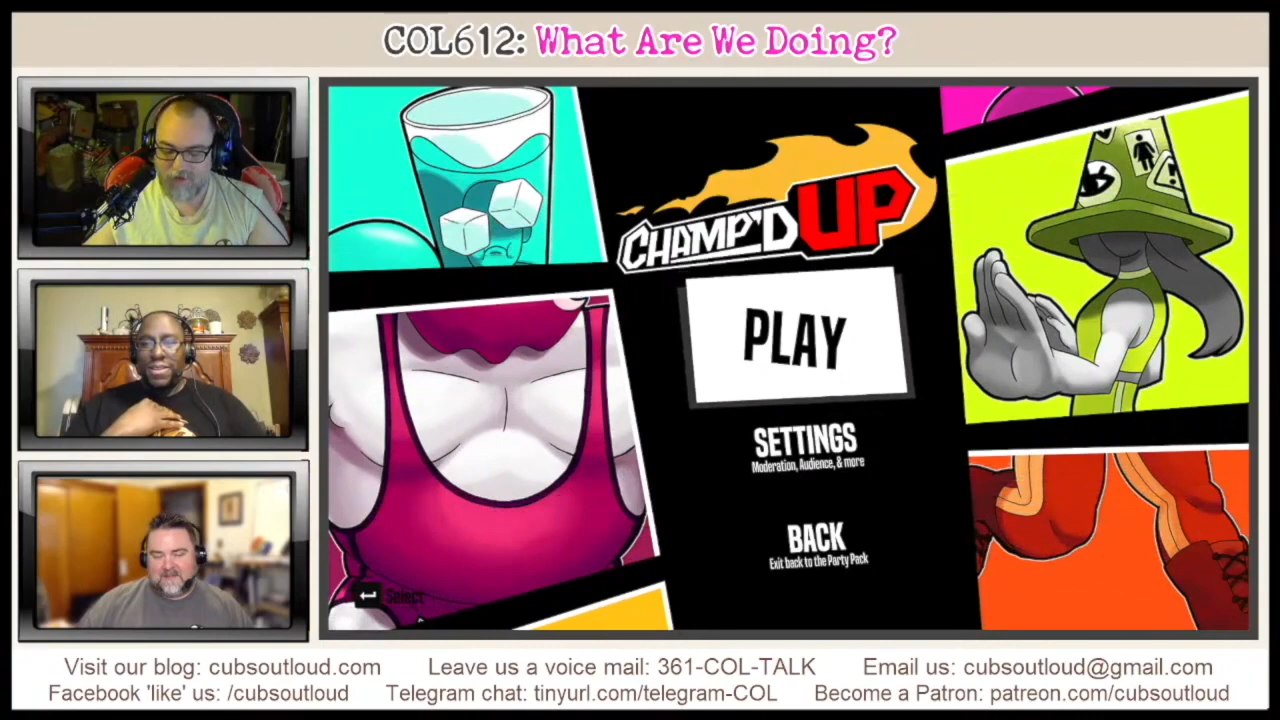 COL612: What Are We Doing?
CHAMP'D UP
PLAY
SETTINGS
Moderation, Audience, & more
BACK
Exit back to the Party Pack
Select
Visit our blog: cubsoutloud.com Leave us a voice mail: 361-COL-TALK Email us: cubsoutloud@gmail.com
Facebook 'like' us: /cubsoutloud Telegram chat: tinyurl.com/telegram-COL Become a Patron: patreon.com/cubsoutloud